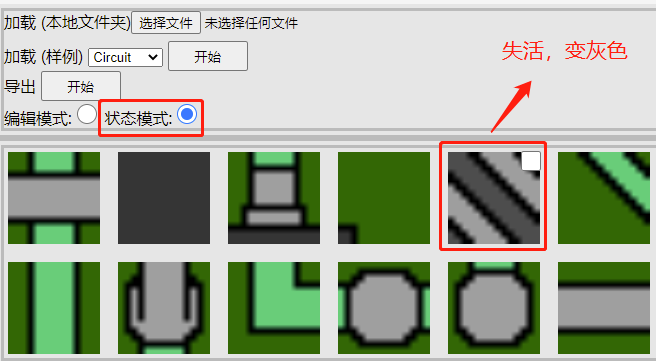 加载 (本地文件夹) 选择文件 未选择任何文件
加载 (样例) Circuit 开始
失活，变灰色
导出 开始
编辑模式: 状态模式: